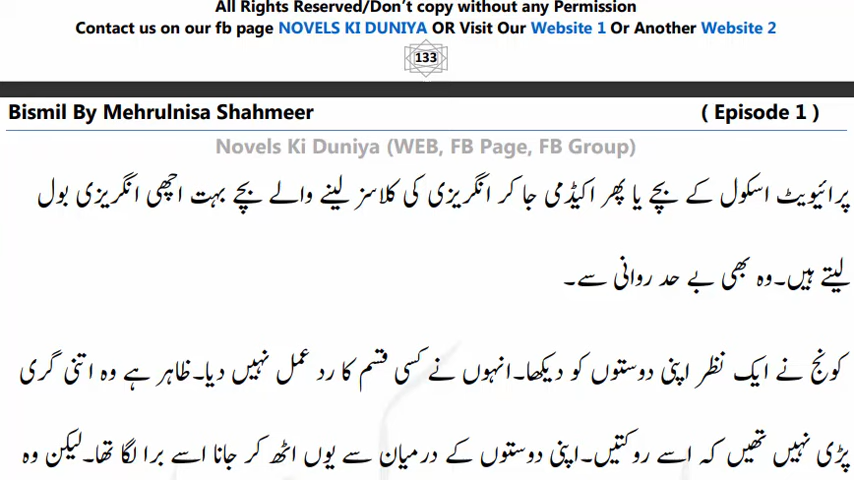 All Rights Reserved/Don't copy without any Permission
Contact us on our fb page NOVELS KI DUNIYA OR Visit Our Website 1 Or Another Website 2
133
Bismil By Mehrulnisa Shahmeer ( Episode 1 )
Novels Ki Duniya (WEB, FB Page, FB Group)
پرائیویٹ اسکول کے بچے یا پھر اکیڈمی جا کر انگریزی کی کلاسز لینے والے بچے بہت اچھی انگریزی بول
لیتے ہیں۔وہ بھی بے حد روانی سے۔
کونج نے ایک نظر اپنی دوستوں کو دیکھا۔انہوں نے کسی قسم کا رد عمل نہیں دیا۔ظاہر ہے وہ اتنی گری
پڑی نہیں تھیں کہ اسے روکتیں۔اپنی دوستوں کے درمیان سے یوں اٹھ کر جانا اسے برا لگا تھا۔لیکن وہ